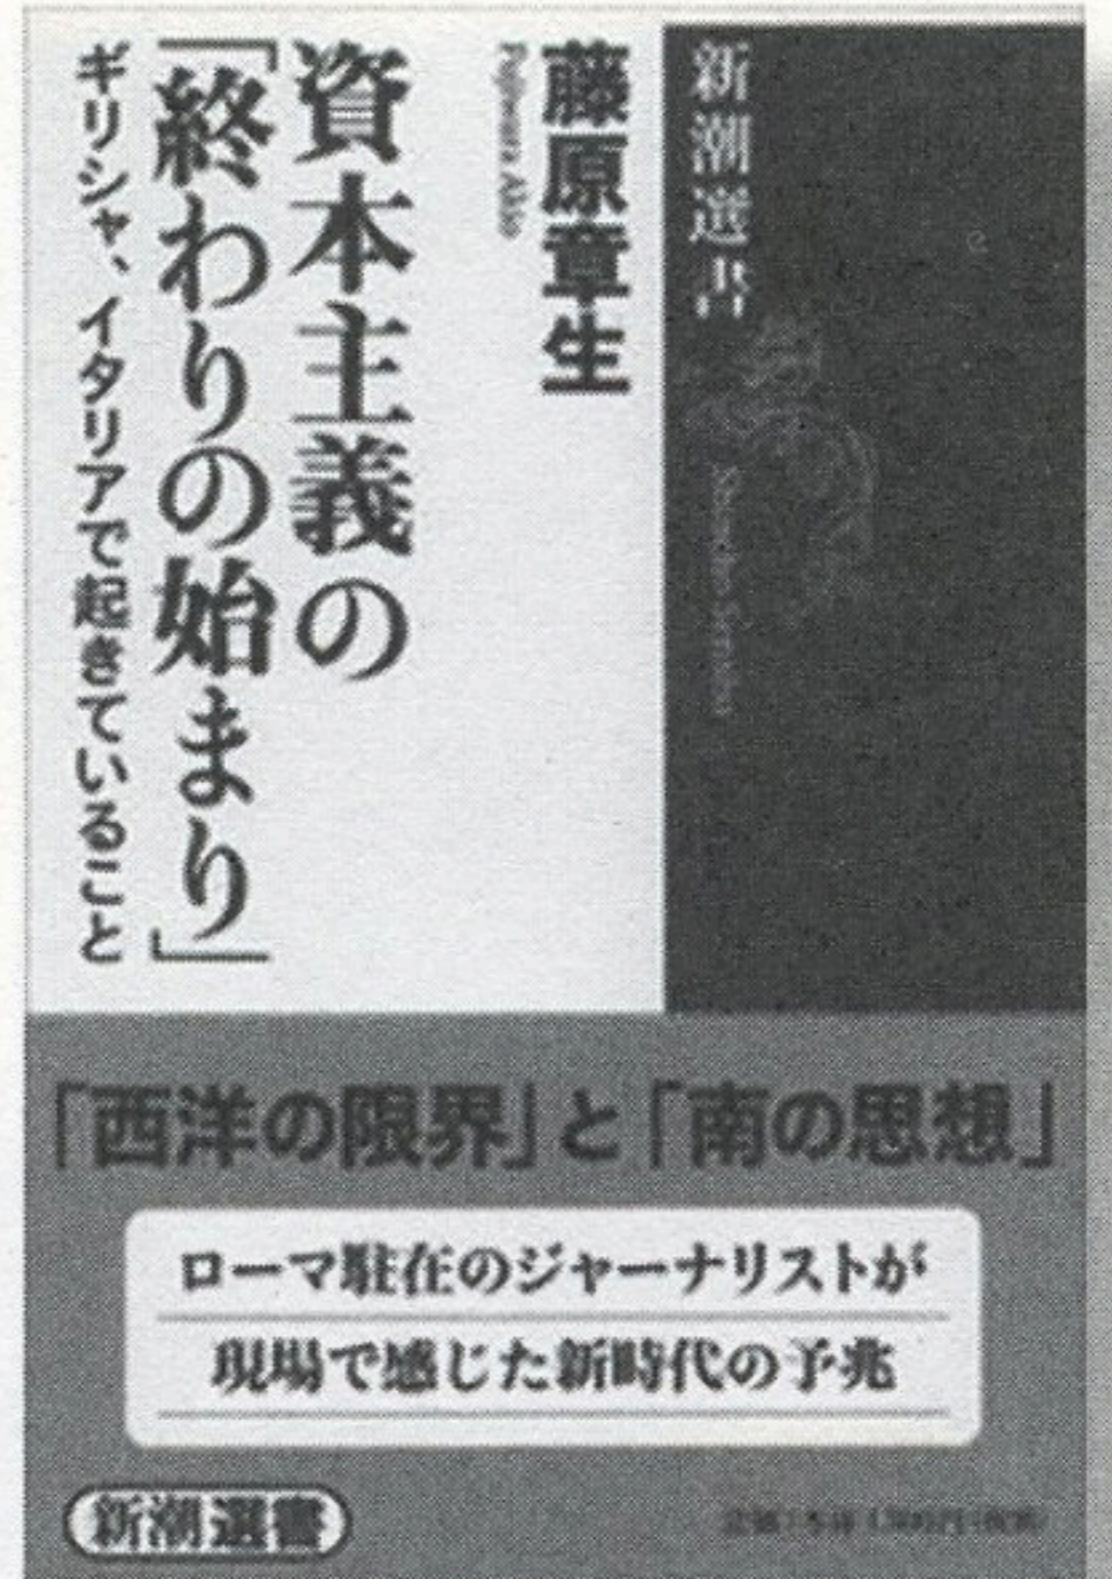 新潮選書
Shincho Sensho
藤原章生
Fujiwara Akio
資本主義の
「終わりの始まり」
ギリシャ、イタリアで起きていること
「西洋の限界」と「南の思想」
ローマ駐在のジャーナリストが
現場で感じた新時代の予兆
新潮選書